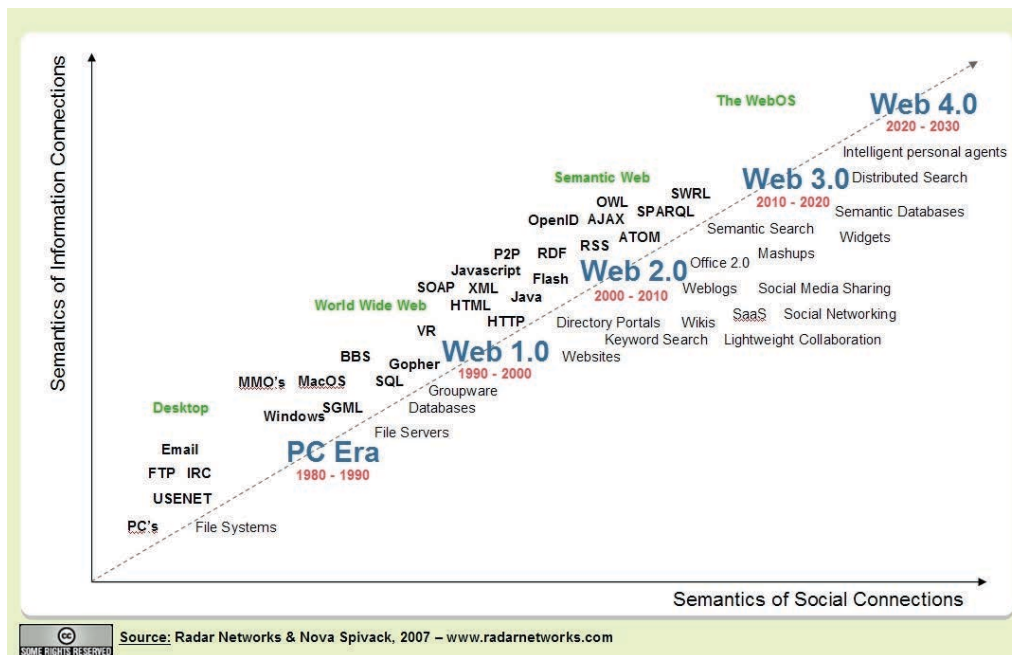 Semantics of Information Connections
The WebOS
Web 4.0
2020 - 2030
Intelligent personal agents
Semantic Web
Web 3.0
Distributed Search
2010 - 2020
SWRL
OWL
SPARQL
Semantic Databases
OpenID
AJAX
Semantic Search
ATOM
Widgets
RSS
P2P
RDF
Mashups
Office 2.0
Javascript
Web 2.0
Flash
SOAP
XML
Weblogs
Social Media Sharing
2000 - 2010
Java
World Wide Web
HTML
SaaS
Social Networking
HTTP
Directory Portals
Wikis
VR
Keyword Search
Lightweight Collaboration
Web 1.0
Websites
BBS
Gopher
1990 - 2000
MMO's
MacOS
SQL
Groupware
Desktop
SGML
Databases
Windows
File Servers
Email
PC Era
FTP
IRC
1980 - 1990
USENET
PC's
File Systems
Semantics of Social Connections
cc
SOME RIGHTS RESERVED
Source: Radar Networks & Nova Spivack, 2007 – www.radarnetworks.com